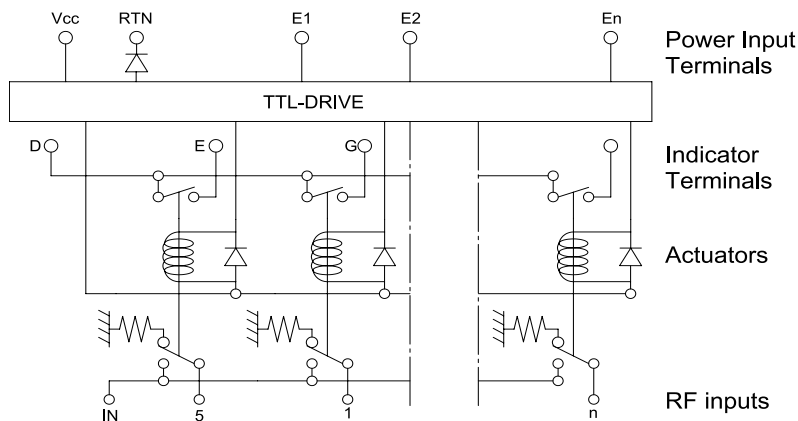 Vcc RTN E1 E2 En
Power Input
Terminals
TTL-DRIVE
D E G
Indicator
Terminals
Actuators
IN 5 1 n
RF inputs